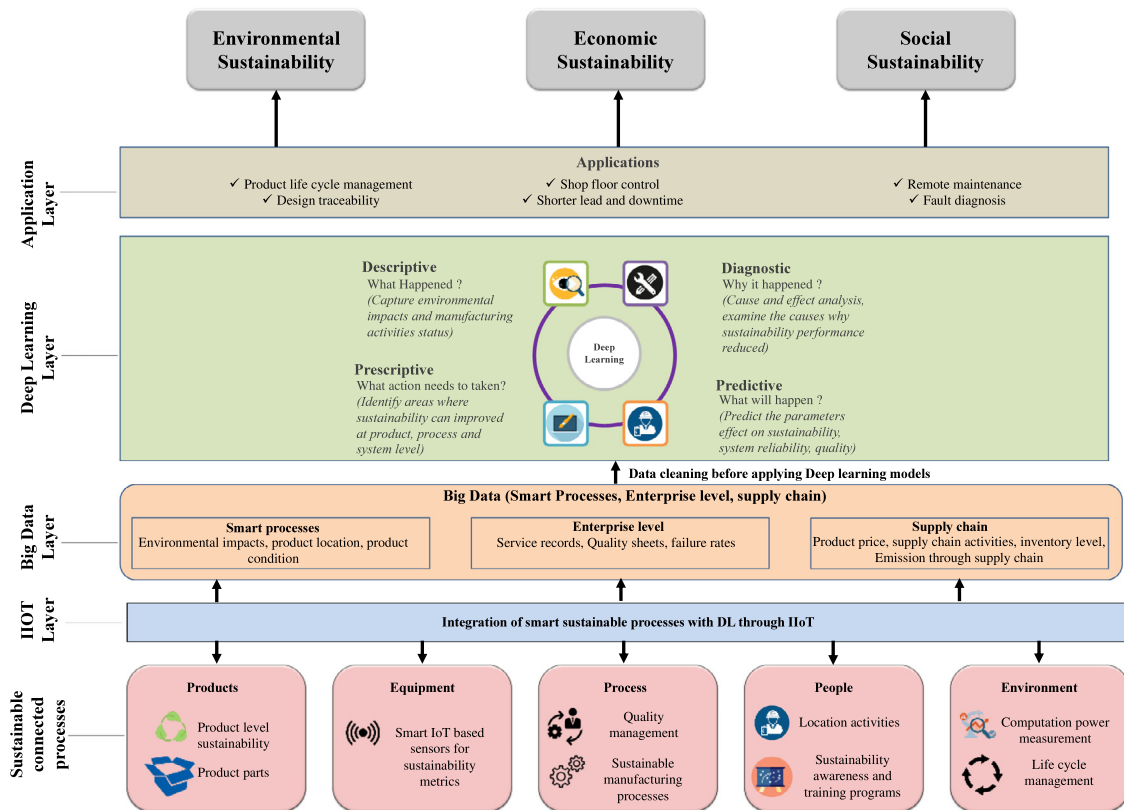 Environmental
Sustainability
Economic
Sustainability
Social
Sustainability
Application
Layer
Applications
✓ Product life cycle management
✓ Design traceability
✓ Shop floor control
✓ Shorter lead and downtime
✓ Remote maintenance
✓ Fault diagnosis
Deep Learning
Layer
Descriptive
What Happened ?
(Capture environmental
impacts and manufacturing
activities status)
Diagnostic
Why it happened ?
(Cause and effect analysis,
examine the causes why
sustainability performance
reduced)
Deep
Learning
Prescriptive
What action needs to taken?
(Identify areas where
sustainability can improved
at product, process and
system level)
Predictive
What will happen ?
(Predict the parameters
effect on sustainability,
system reliability, quality)
Data cleaning before applying Deep learning models
Big Data
Layer
Big Data (Smart Processes, Enterprise level, supply chain)
Smart processes
Environmental impacts, product location, product
condition
Enterprise level
Service records, Quality sheets, failure rates
Supply chain
Product price, supply chain activities, inventory level,
Emission through supply chain
IIOT
Layer
Integration of smart sustainable processes with DL through IIoT
Sustainable
connected
processes
Products
Product level
sustainability
Product parts
Equipment
Smart IoT based
sensors for
sustainability
metrics
Process
Quality
management
Sustainable
manufacturing
processes
People
Location activities
Sustainability
awareness and
training programs
Environment
Computation power
measurement
Life cycle
management